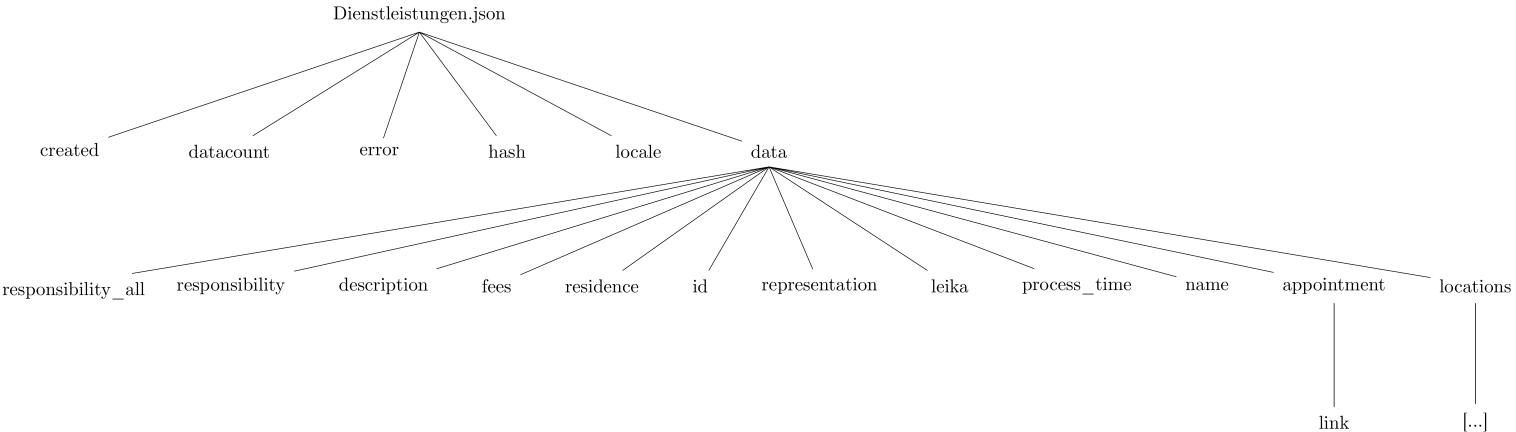 Dienstleistungen.json
created datacount error hash locale data
responsibility_all responsibility description fees residence id representation leika process_time name appointment locations
link [...]